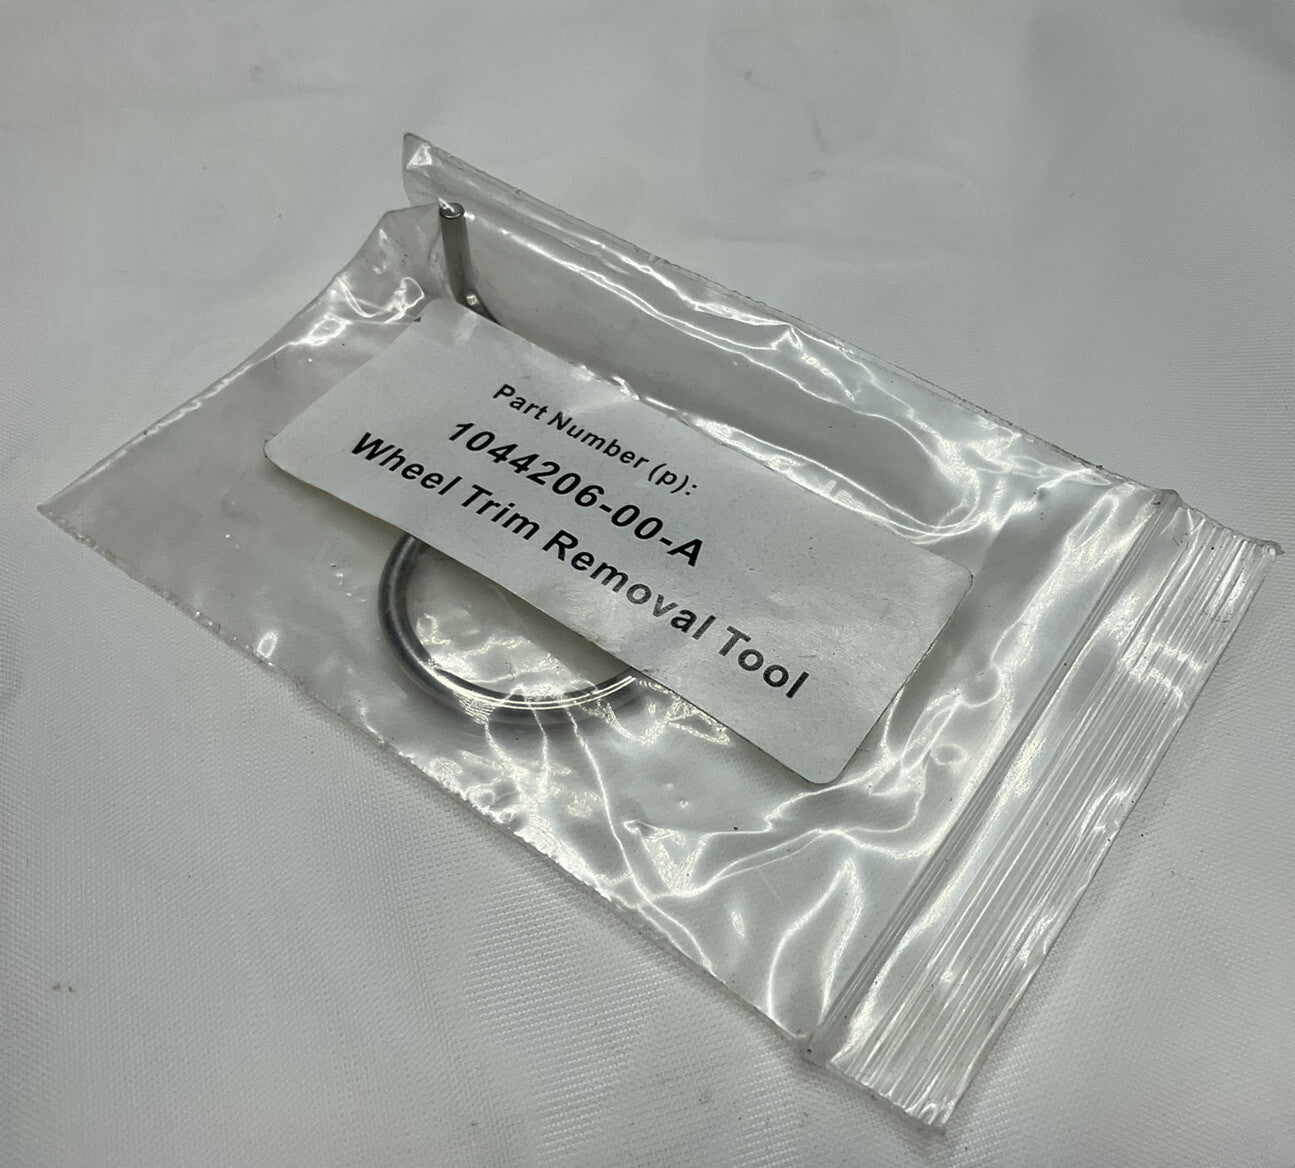 Part Number (p):
1044206-00-A
Wheel Trim Removal Tool